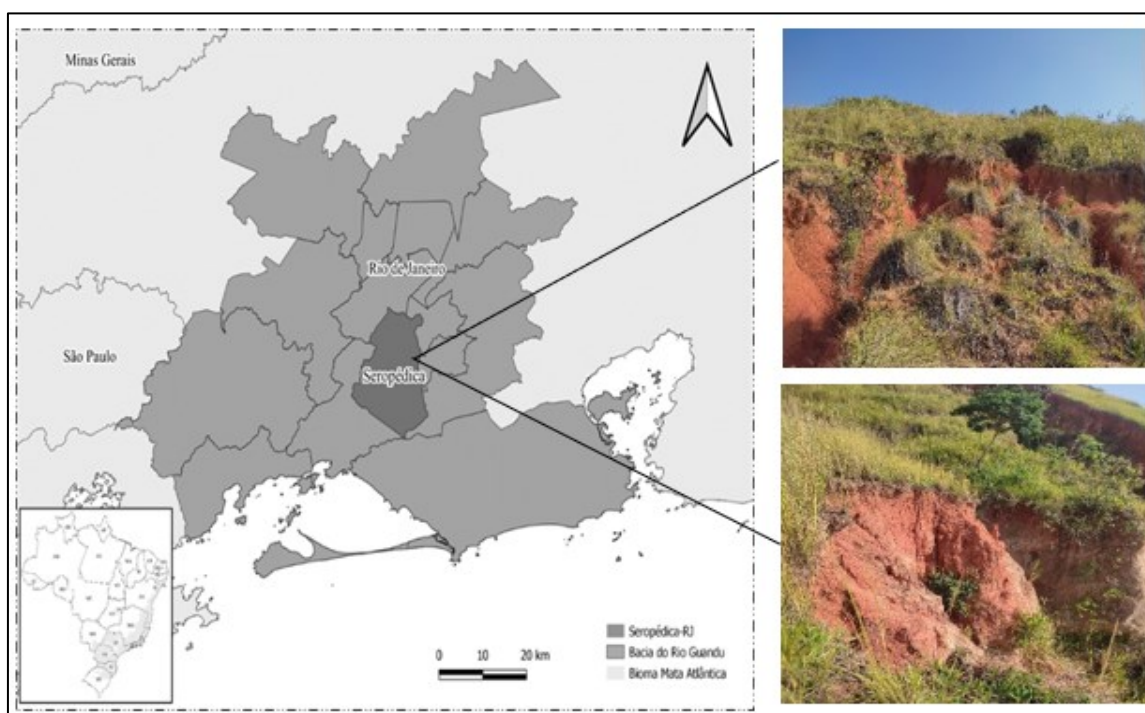 Minas Gerais
Rio de Janeiro
São Paulo
Seropédica
Seropédica-RJ
Bacia do Rio Guandu
Bioma Mata Atlântica
0 10 20 km